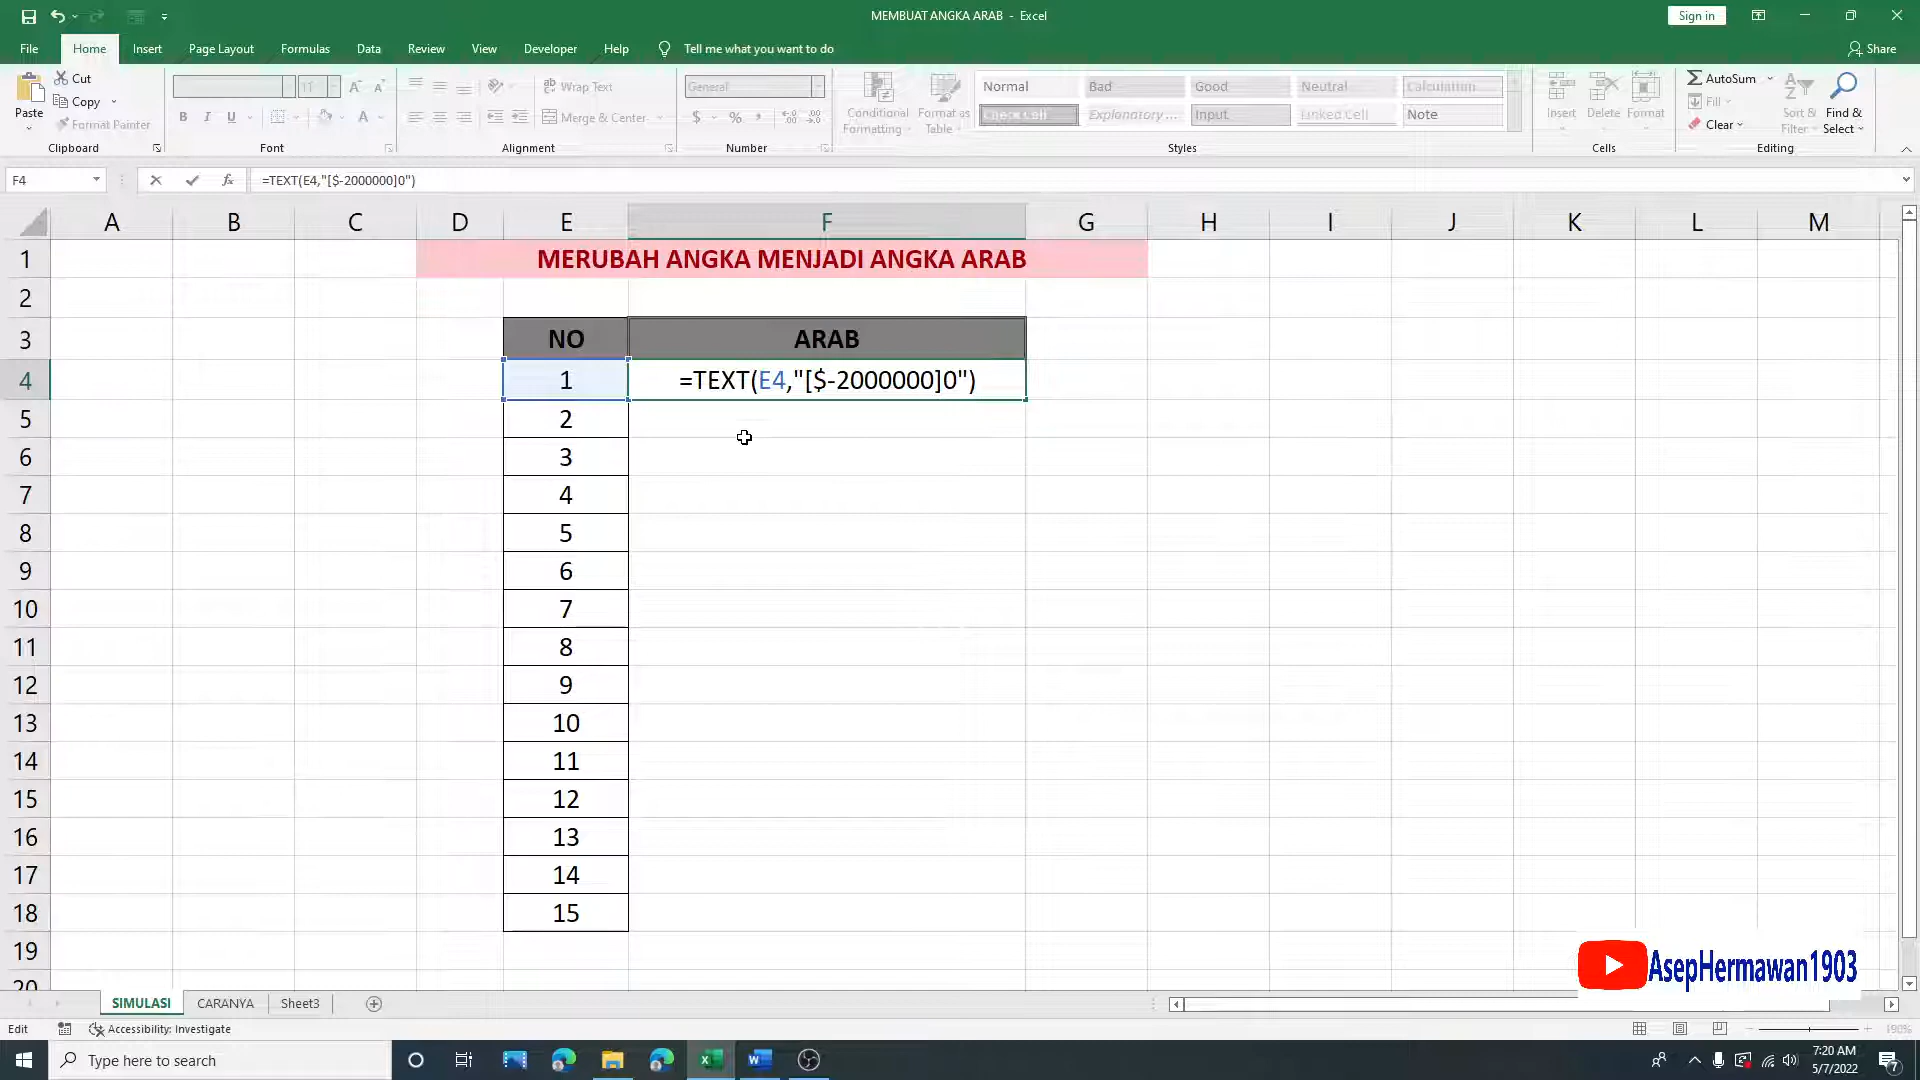 MEMBUAT ANGKA ARAB - Excel
Sign in
File Home Insert Page Layout Formulas Data Review View Developer Help Tell me what you want to do Share
Paste
Cut
Copy
Format Painter
Clipboard
11
A A
B I U A
Font
Wrap Text
Merge & Center
Alignment
General
$ % ,
Number
Conditional Formatting
Format as Table
Normal Bad Good Neutral Calculation
Check Cell Explanatory ... Input Linked Cell Note
Styles
Insert Delete Format
Cells
AutoSum
Fill
Clear
Sort & Filter
Find & Select
Editing
F4 fx =TEXT(E4,"[$-2000000]0")
A B C D E F G H I J K L M
1 MERUBAH ANGKA MENJADI ANGKA ARAB
2
3 NO ARAB
4 1 =TEXT(E4,"[$-2000000]0")
5 2
6 3
7 4
8 5
9 6
10 7
11 8
12 9
13 10
14 11
15 12
16 13
17 14
18 15
19
20
AsepHermawan1903
SIMULASI CARANYA Sheet3
Edit Accessibility: Investigate 190%
Type here to search
7:20 AM
5/7/2022
7